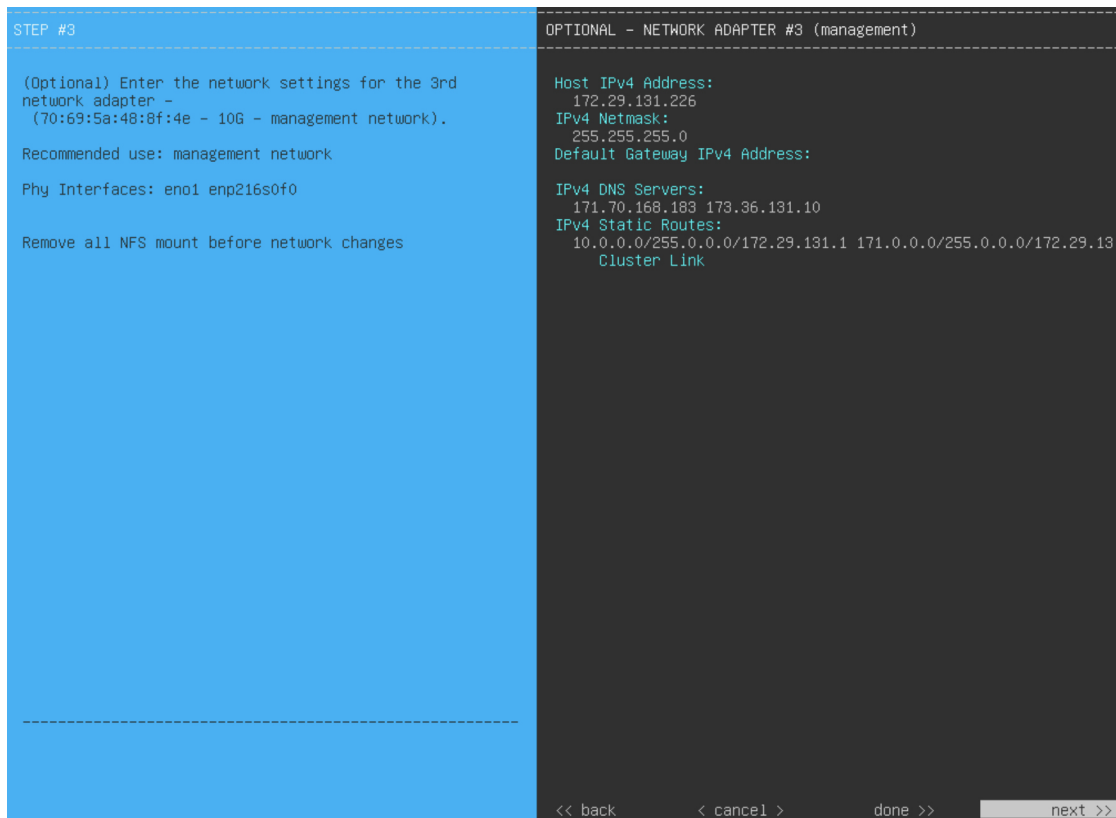 STEP #3
(Optional) Enter the network settings for the 3rd
network adapter -
(70:69:5a:48:8f:4e - 10G - management network).
Recommended use: management network
Phy Interfaces: eno1 enp216s0f0
Remove all NFS mount before network changes
OPTIONAL - NETWORK ADAPTER #3 (management)
Host IPv4 Address:
172.29.131.226
IPv4 Netmask:
255.255.255.0
Default Gateway IPv4 Address:
IPv4 DNS Servers:
171.70.168.183 173.36.131.10
IPv4 Static Routes:
10.0.0.0/255.0.0.0/172.29.131.1 171.0.0.0/255.0.0.0/172.29.13
Cluster Link
<< back < cancel > done >> next >>